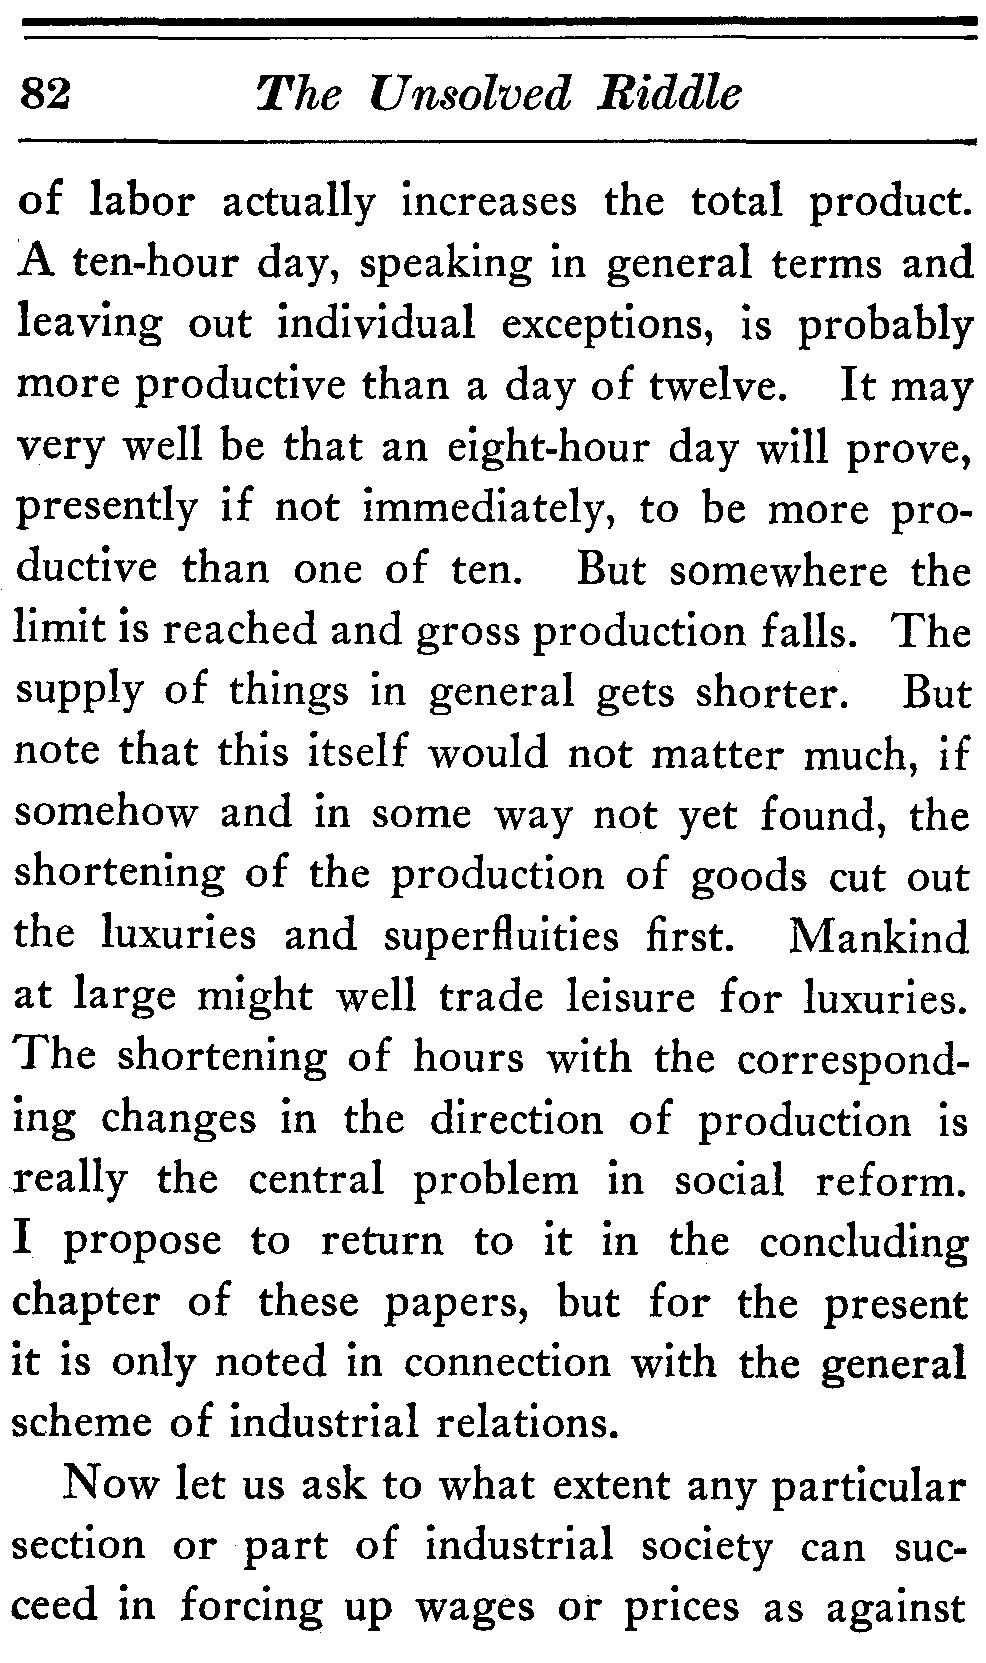 82 The Unsolved Riddle
of labor actually increases the total product.
A ten-hour day, speaking in general terms and
leaving out individual exceptions, is probably
more productive than a day of twelve. It may
very well be that an eight-hour day will prove,
presently if not immediately, to be more pro-
ductive than one of ten. But somewhere the
limit is reached and gross production falls. The
supply of things in general gets shorter. But
note that this itself would not matter much, if
somehow and in some way not yet found, the
shortening of the production of goods cut out
the luxuries and superfluities first. Mankind
at large might well trade leisure for luxuries.
The shortening of hours with the correspond-
ing changes in the direction of production is
really the central problem in social reform.
I propose to return to it in the concluding
chapter of these papers, but for the present
it is only noted in connection with the general
scheme of industrial relations.
Now let us ask to what extent any particular
section or part of industrial society can suc-
ceed in forcing up wages or prices as against